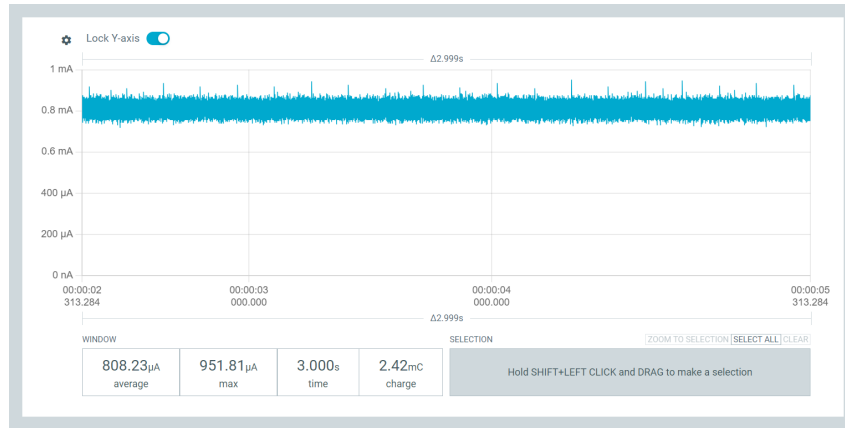 Lock Y-axis
Δ2.999s
1 mA
0.8 mA
0.6 mA
400 µA
200 µA
0 nA
00:00:02 00:00:03 00:00:04 00:00:05
313.284 000.000 000.000 313.284
Δ2.999s
WINDOW SELECTION ZOOM TO SELECTION SELECT ALL CLEAR
808.23µA 951.81µA 3.000s 2.42mC
average max time charge
Hold SHIFT+LEFT CLICK and DRAG to make a selection